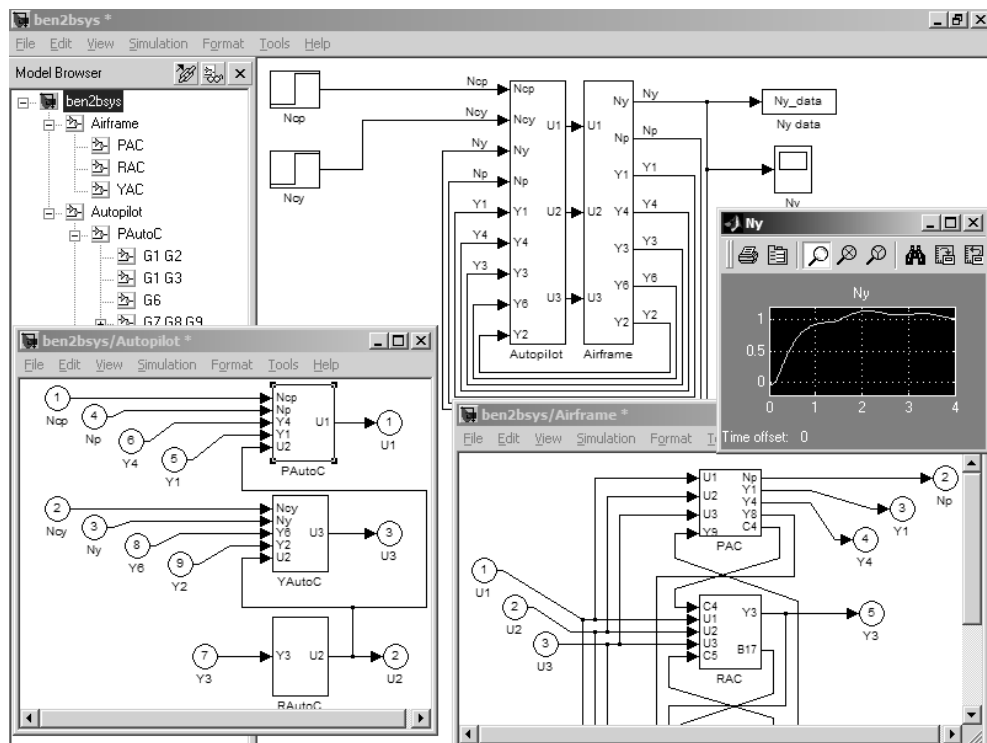 ben2bsys *
File Edit View Simulation Format Tools Help
Model Browser
ben2bsys
Airframe
PAC
RAC
YAC
Autopilot
PAutoC
G1 G2
G1 G3
G6
G7 G8 G9
Ncp
Ncy
Ncp
Ncy
Ny
Np
Y1
Y4
Y3
Y6
Y2
Ncp
Ncy
Ny
Np
Y1
Y4
Y3
Y6
Y2
U1
U2
U3
Autopilot
U1
U2
U3
Ny
Np
Y1
Y4
Y3
Y6
Y2
Airframe
Ny
Np
Y1
Y4
Y3
Y6
Y2
Ny_data
Ny data
Ny
Ny
Ny
1
0.5
0
0 1 2 3 4
Time offset: 0
ben2bsys/Autopilot *
File Edit View Simulation Format Tools Help
1
Ncp
4
Np
6
Y4
5
Y1
Ncp
Np
Y4
Y1
U2
U1
PAutoC
1
U1
2
Ncy
3
Ny
8
Y6
9
Y2
Ncy
Ny
Y6
Y2
U2
U3
YAutoC
3
U3
7
Y3
Y3 U2
RAutoC
2
U2
ben2bsys/Airframe *
File Edit View Simulation Format
U1
U2
U3
Y9
Np
Y1
Y4
Y8
C4
PAC
2
Np
3
Y1
4
Y4
1
U1
2
U2
3
U3
C4
U1
U2
U3
C5
Y3
B17
RAC
5
Y3